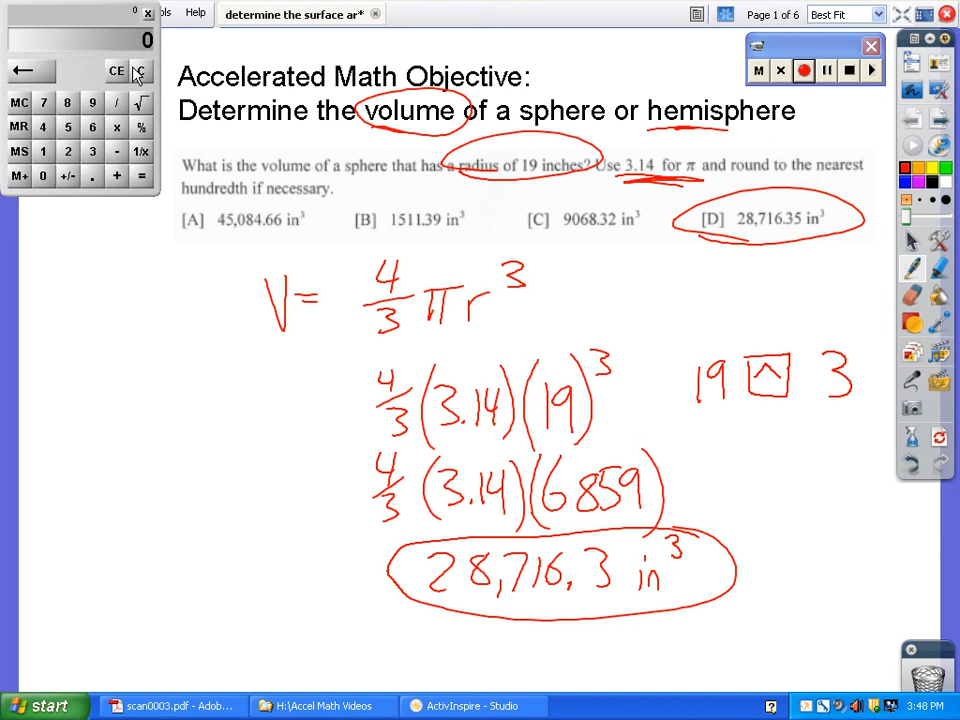 ols Help
determine the surface ar*
Page 1 of 6
Best Fit
0
0
CE C
MC 7 8 9 / √
MR 4 5 6 x %
MS 1 2 3 - 1/x
M+ 0 +/- . + =
M
Accelerated Math Objective:
Determine the volume of a sphere or hemisphere
What is the volume of a sphere that has a radius of 19 inches? Use 3.14 for π and round to the nearest
hundredth if necessary.
[A] 45,084.66 in³ [B] 1511.39 in³ [C] 9068.32 in³ [D] 28,716.35 in³
V= 4/3 πr³
4/3 (3.14)(19)³ 19 ^ 3
4/3 (3.14)(6859)
28,716.3 in³
start
scan0003.pdf - Adob...
H:\Accel Math Videos
ActivInspire - Studio
3:48 PM